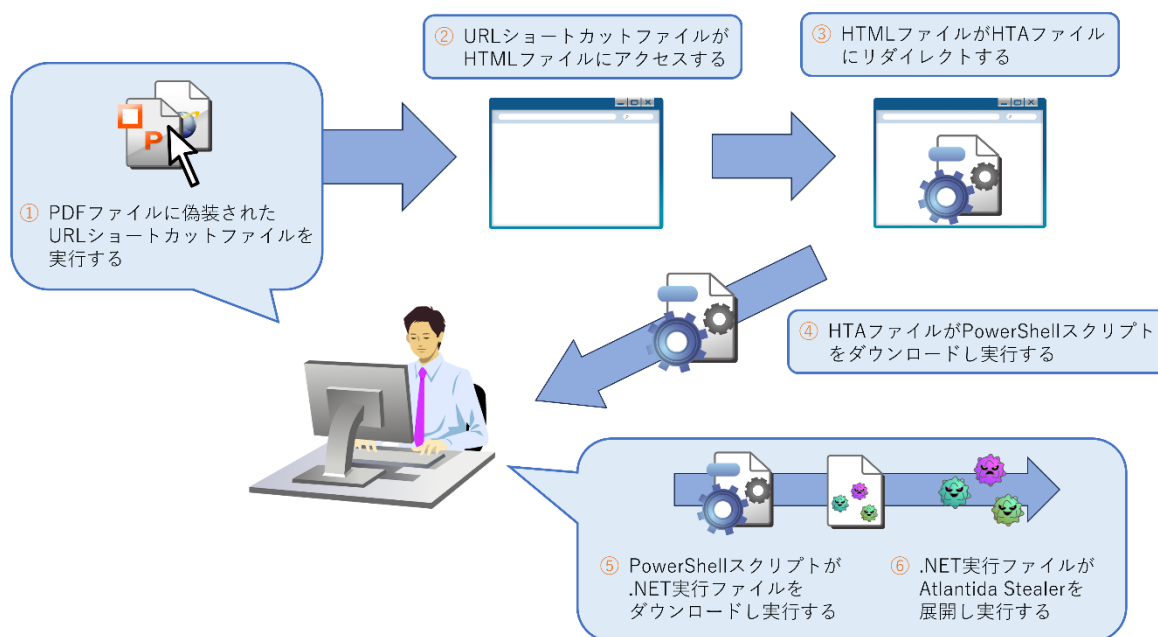 ① PDFファイルに偽装された
URLショートカットファイルを
実行する
② URLショートカットファイルが
HTMLファイルにアクセスする
③ HTMLファイルがHTAファイル
にリダイレクトする
④ HTAファイルがPowerShellスクリプト
をダウンロードし実行する
⑤ PowerShellスクリプトが
.NET実行ファイルを
ダウンロードし実行する
⑥ .NET実行ファイルが
Atlantida Stealerを
展開し実行する
P